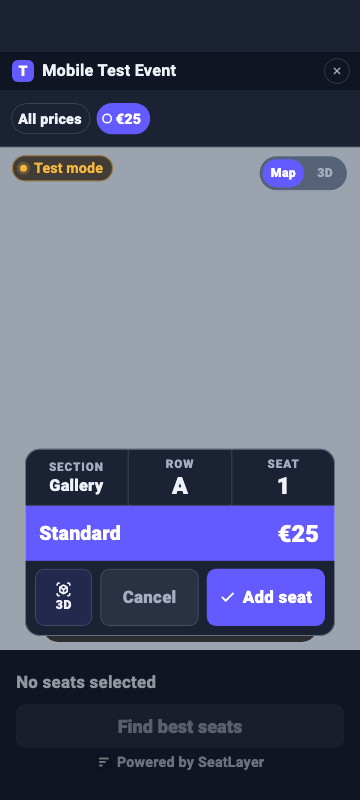 T Mobile Test Event
All prices €25
Test mode
Map 3D
SECTION ROW SEAT
Gallery A 1
Standard €25
3D Cancel Add seat
No seats selected
Find best seats
Powered by SeatLayer